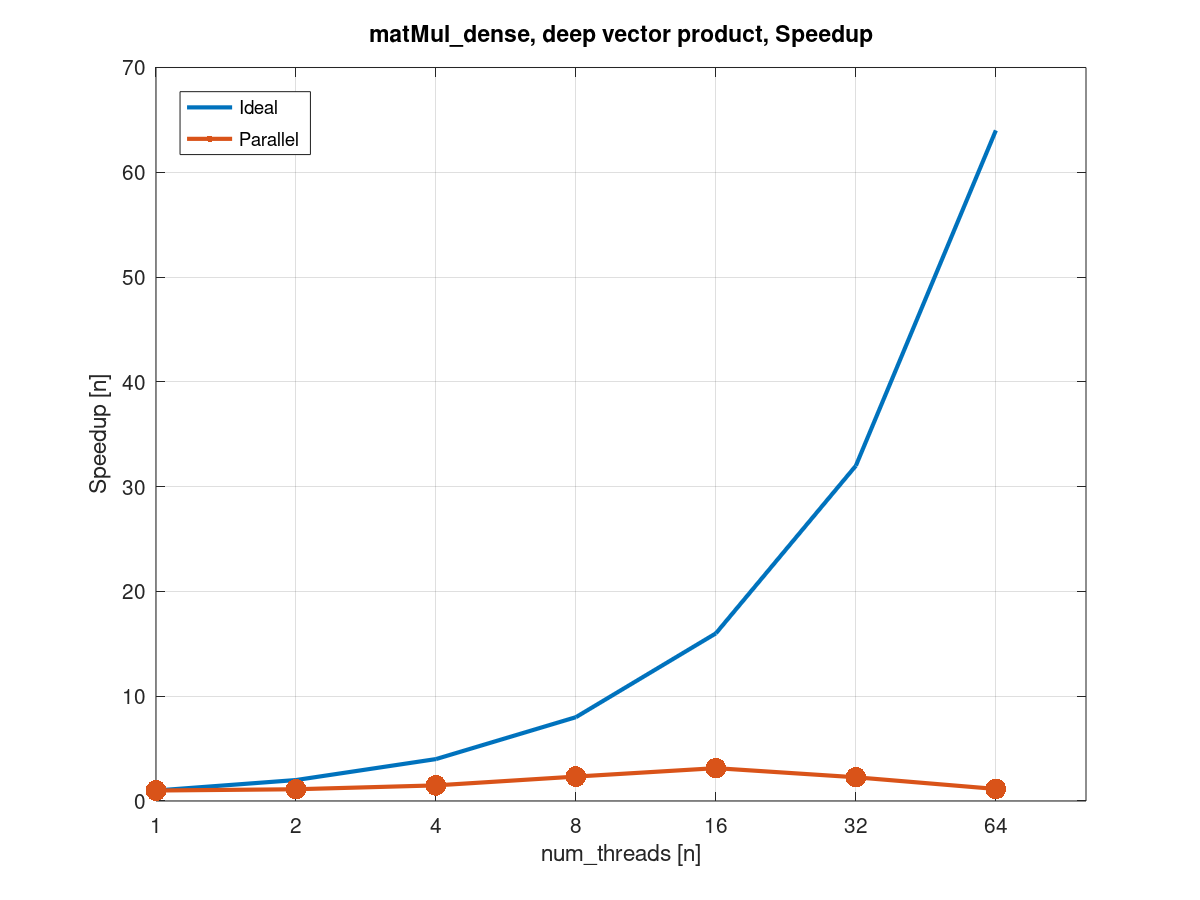 matMul_dense, deep vector product, Speedup
Ideal
Parallel
Speedup [n]
70
60
50
40
30
20
10
0
1 2 4 8 16 32 64
num_threads [n]